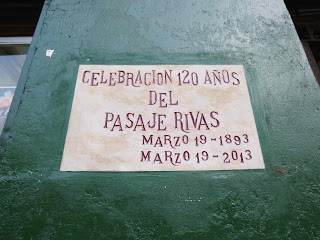 CELEBRACION 120 AÑOS
DEL
PASAJE RIVAS
MARZO 19-1893
MARZO 19-2013